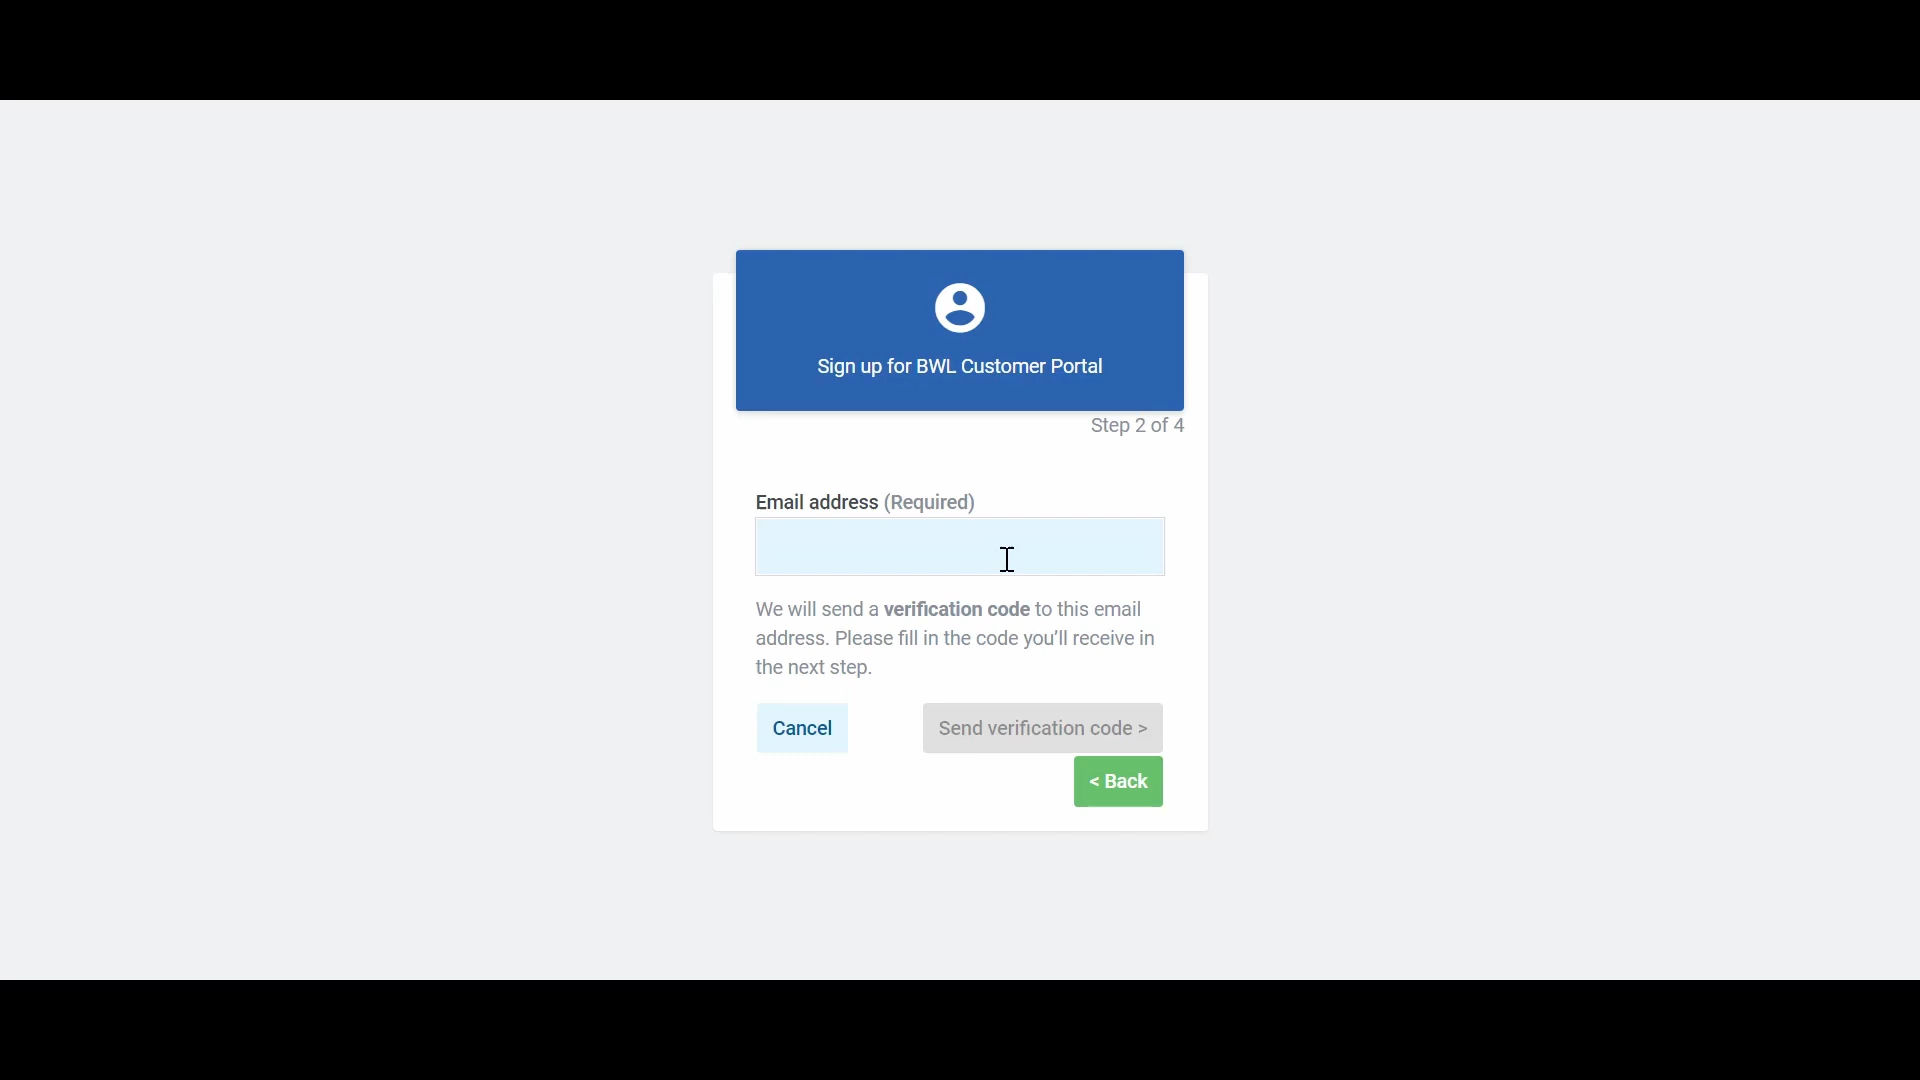 Sign up for BWL Customer Portal
Step 2 of 4
Email address (Required)
We will send a verification code to this email
address. Please fill in the code you'll receive in
the next step.
Cancel
Send verification code >
< Back